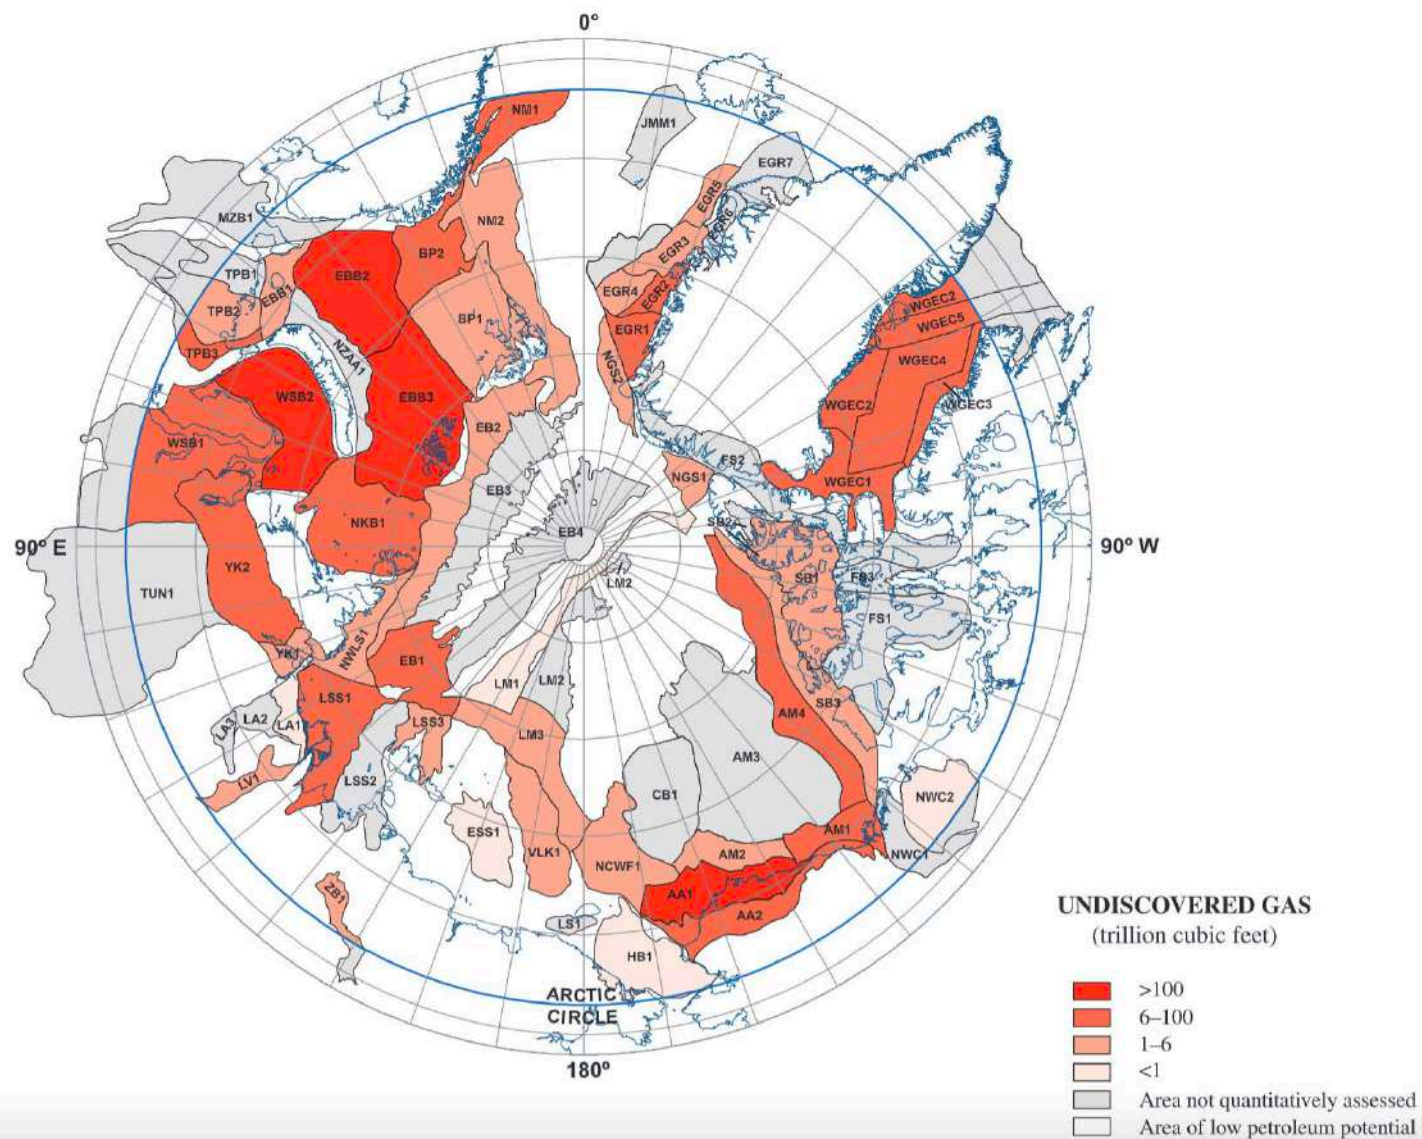 0°
NM1
JMM1
EGR7
MZB1
NM2
EGR5
EGR6
BP2
EGR3
TPB1
EBB2
EBB1
EGR4
EGR2
TPB2
BP1
EGR1
WGEC2
WGEC5
TPB3
NZAA1
NGS2
WGEC4
WSB2
EBB3
WGEC2
WGEC3
WSB1
EB2
FS2
NGS1
WGEC1
EB3
NKB1
SB2
EB4
90° E
90° W
YK2
LM2
SB1
FS3
TUN1
FS1
YK1
NWLS1
EB1
LSS1
LM1
LM2
SB3
LA3
LA2
LA1
LSS3
LM3
AM4
AM3
LV1
LSS2
CB1
NWC2
ESS1
AM1
VLK1
NCWF1
AM2
NWC1
ZB1
AA1
AA2
LS1
HB1
ARCTIC
CIRCLE
180°
UNDISCOVERED GAS
(trillion cubic feet)
>100
6–100
1–6
<1
Area not quantitatively assessed
Area of low petroleum potential